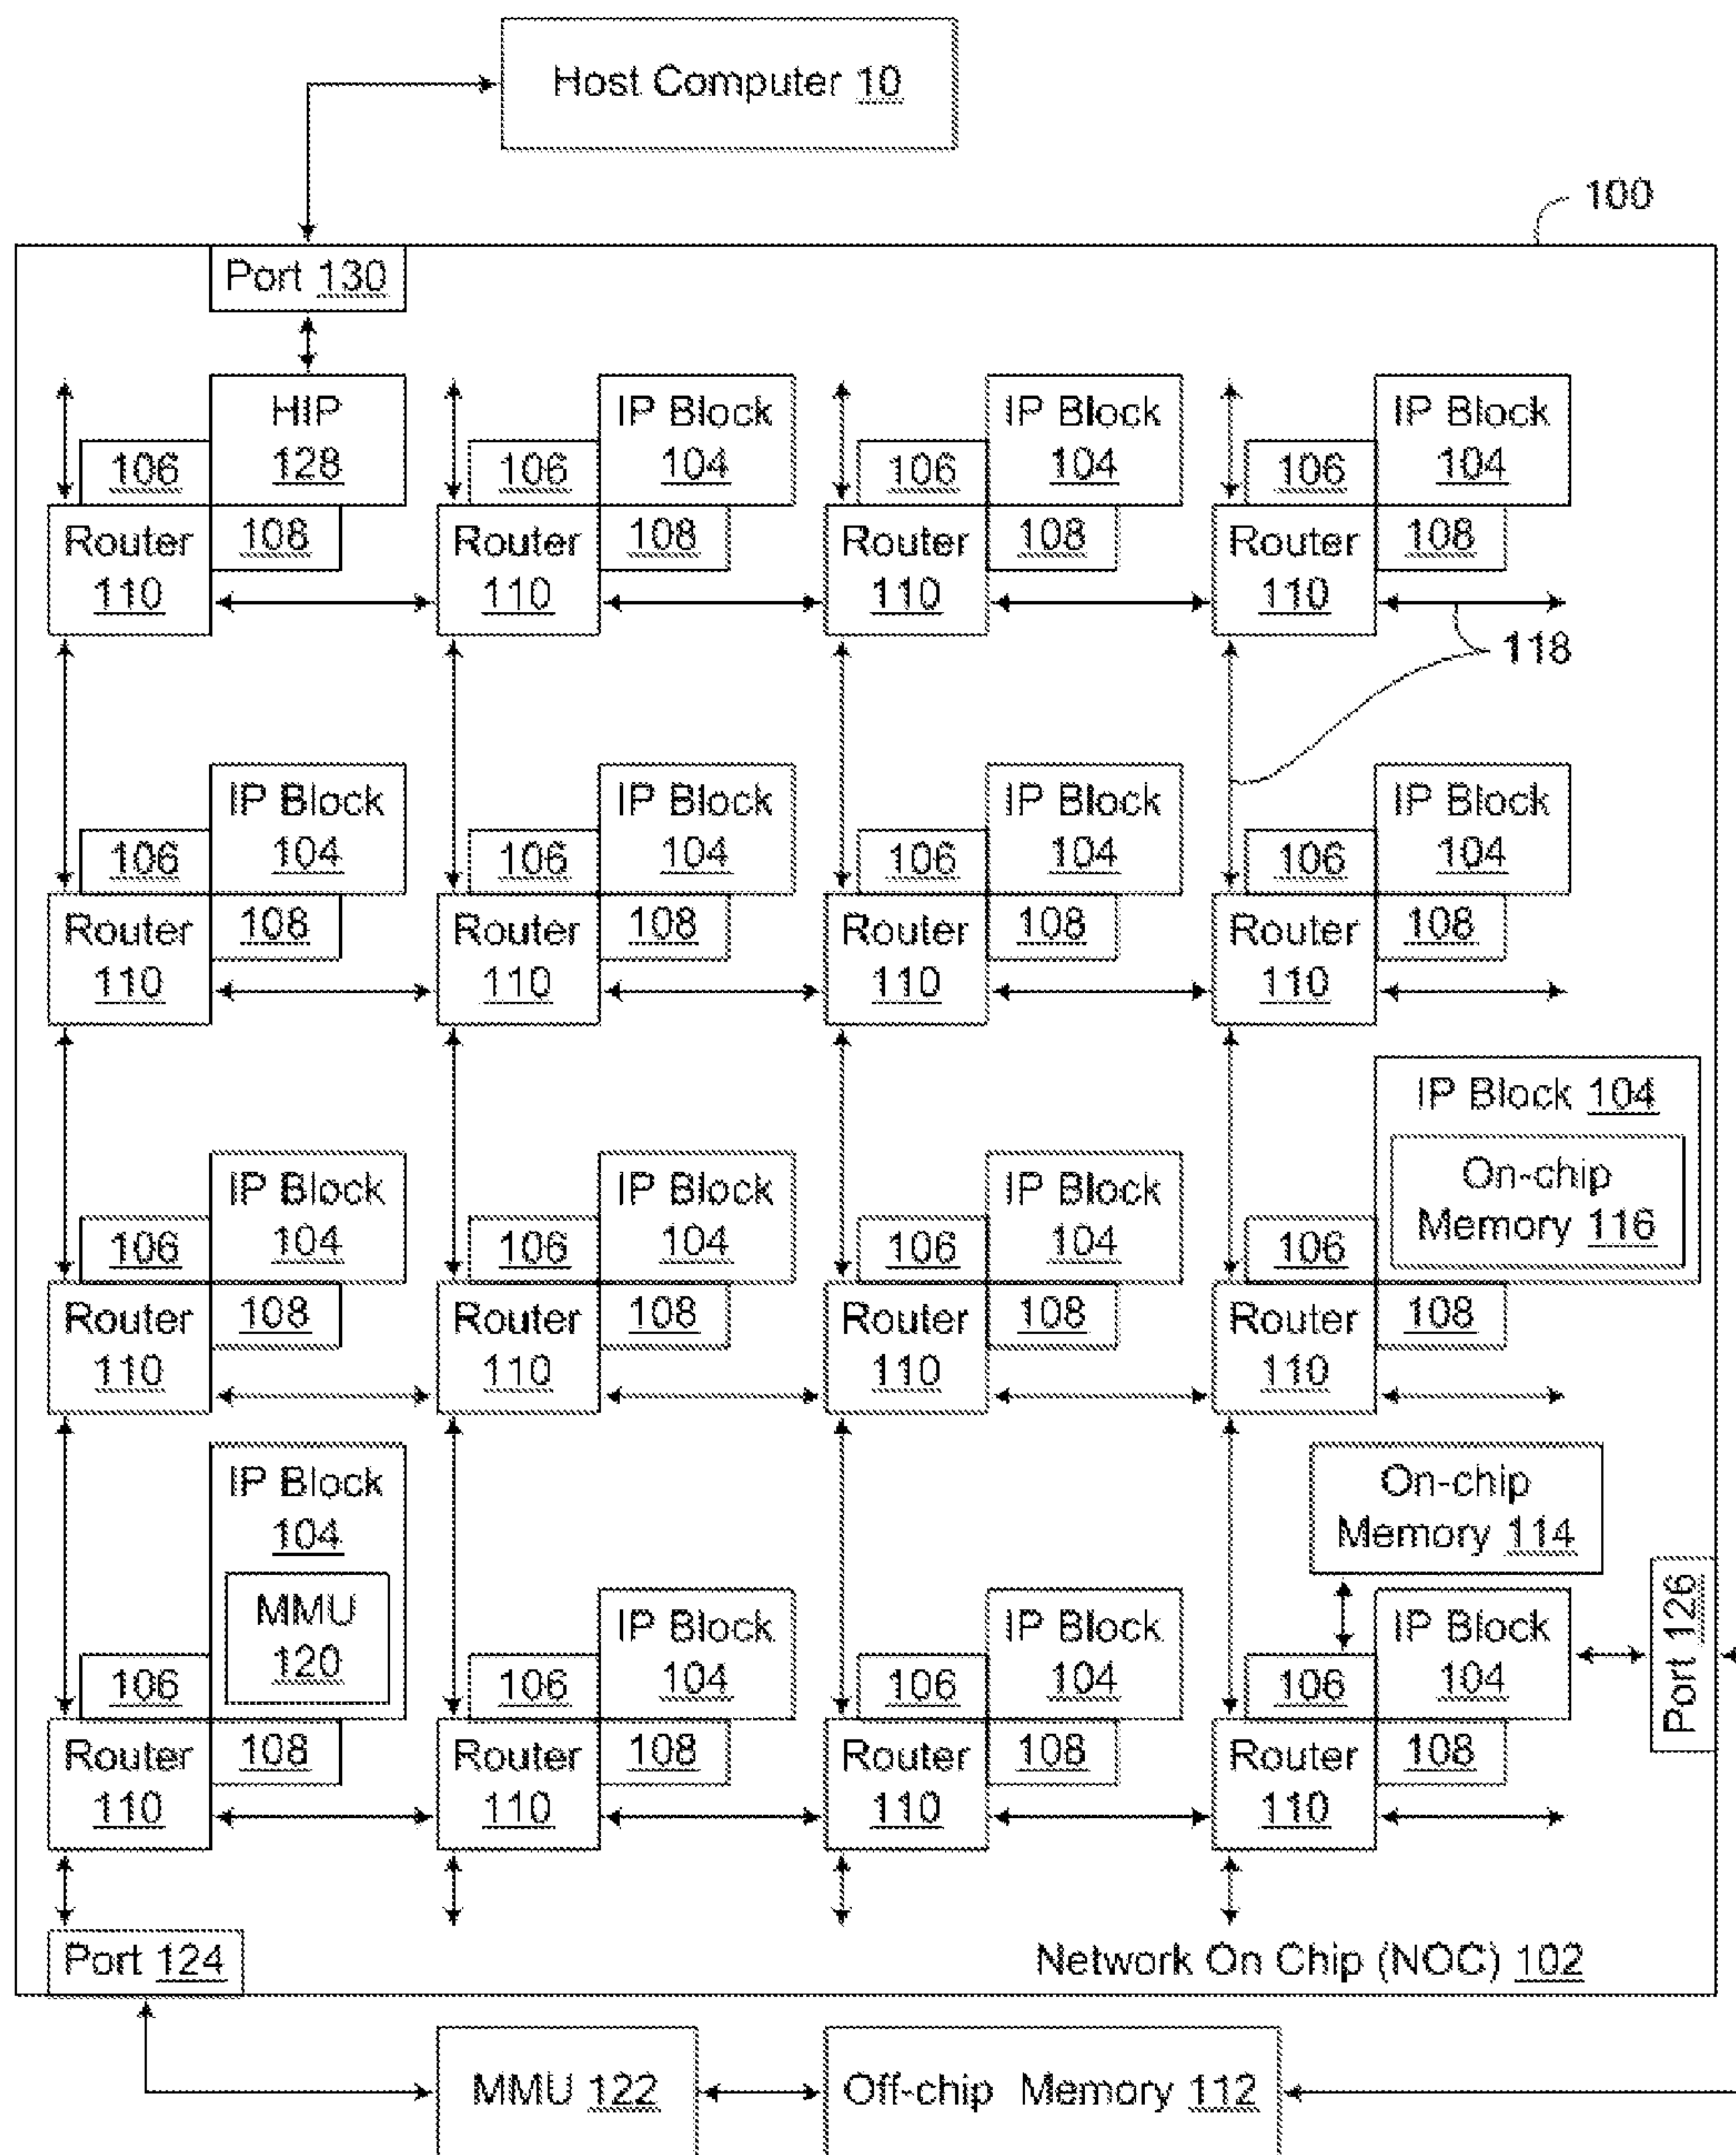 Host Computer 10
100
Port 130
HIP
128
106
Router
110
108
IP Block
104
106
Router
110
108
IP Block
104
106
Router
110
108
IP Block
104
106
Router
110
108
118
IP Block
104
106
Router
110
108
IP Block
104
106
Router
110
108
IP Block
104
106
Router
110
108
IP Block
104
106
Router
110
108
IP Block
104
106
Router
110
108
IP Block
104
106
Router
110
108
IP Block
104
106
Router
110
108
IP Block 104
On-chip
Memory 116
106
Router
110
108
IP Block
104
MMU
120
106
Router
110
108
IP Block
104
106
Router
110
108
IP Block
104
106
Router
110
108
On-chip
Memory 114
IP Block
104
106
Router
110
108
Port 126
Port 124
Network On Chip (NOC) 102
MMU 122
Off-chip Memory 112